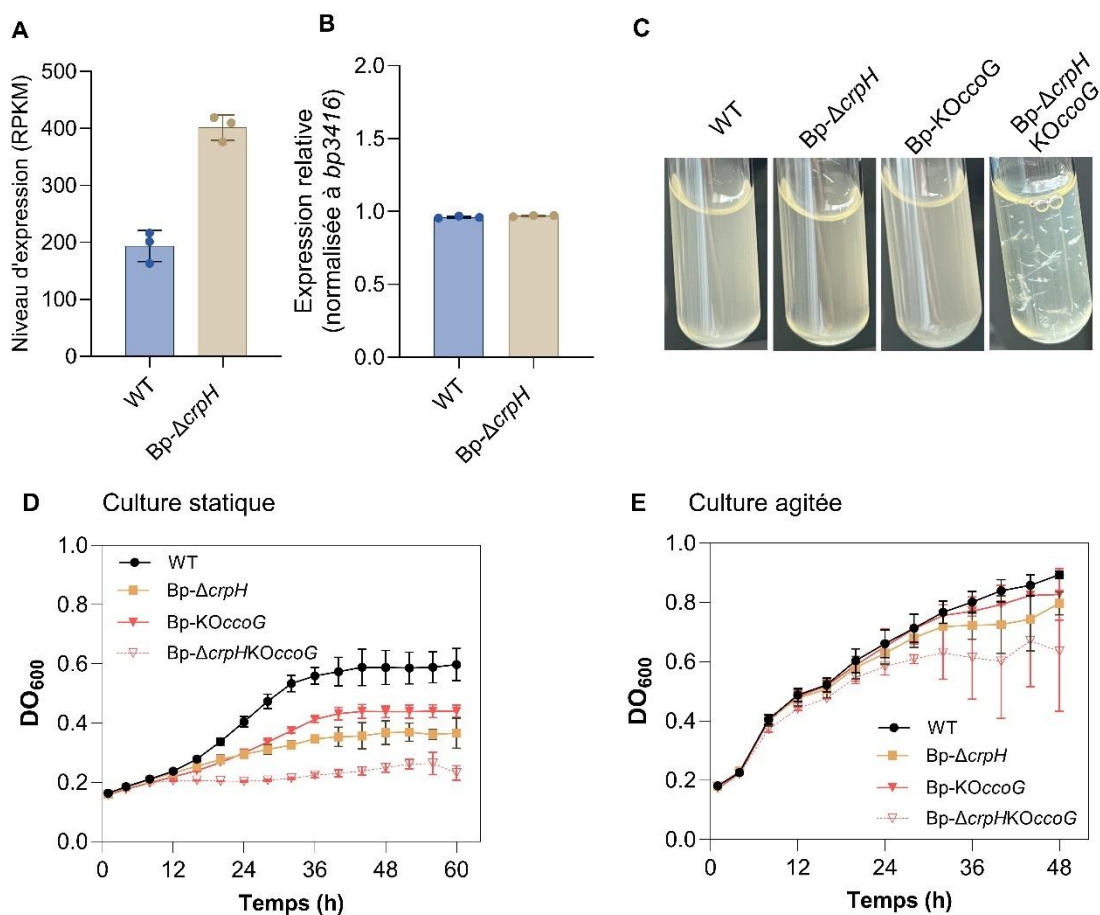 A
Niveau d'expression (RPKM)
500
400
300
200
100
0
WT
Bp-ΔcrpH
B
Expression relative
(normalisée à bp3416)
2.0
1.5
1.0
0.5
0.0
WT
Bp-ΔcrpH
C
WT
Bp-ΔcrpH
Bp-KOccoG
Bp-ΔcrpH
KOccoG
D Culture statique
DO600
1.0
0.8
0.6
0.4
0.2
0.0
WT
Bp-ΔcrpH
Bp-KOccoG
Bp-ΔcrpHKOccoG
0 12 24 36 48 60
Temps (h)
E Culture agitée
DO600
1.0
0.8
0.6
0.4
0.2
0.0
WT
Bp-ΔcrpH
Bp-KOccoG
Bp-ΔcrpHKOccoG
0 12 24 36 48
Temps (h)